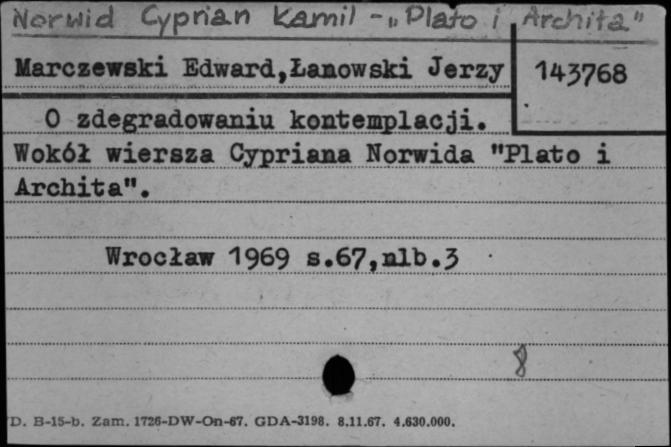 Norwid Cyprian Kamil - „Plato i Archita"
Marczewski Edward,Łanowski Jerzy
143768
O zdegradowaniu kontemplacji.
Wokół wiersza Cypriana Norwida "Plato i
Archita".
Wrocław 1969 s.67,nlb.3
8
D. B-15-b. Zam. 1726-DW-On-67. GDA-3198. 8.11.67. 4.630.000.